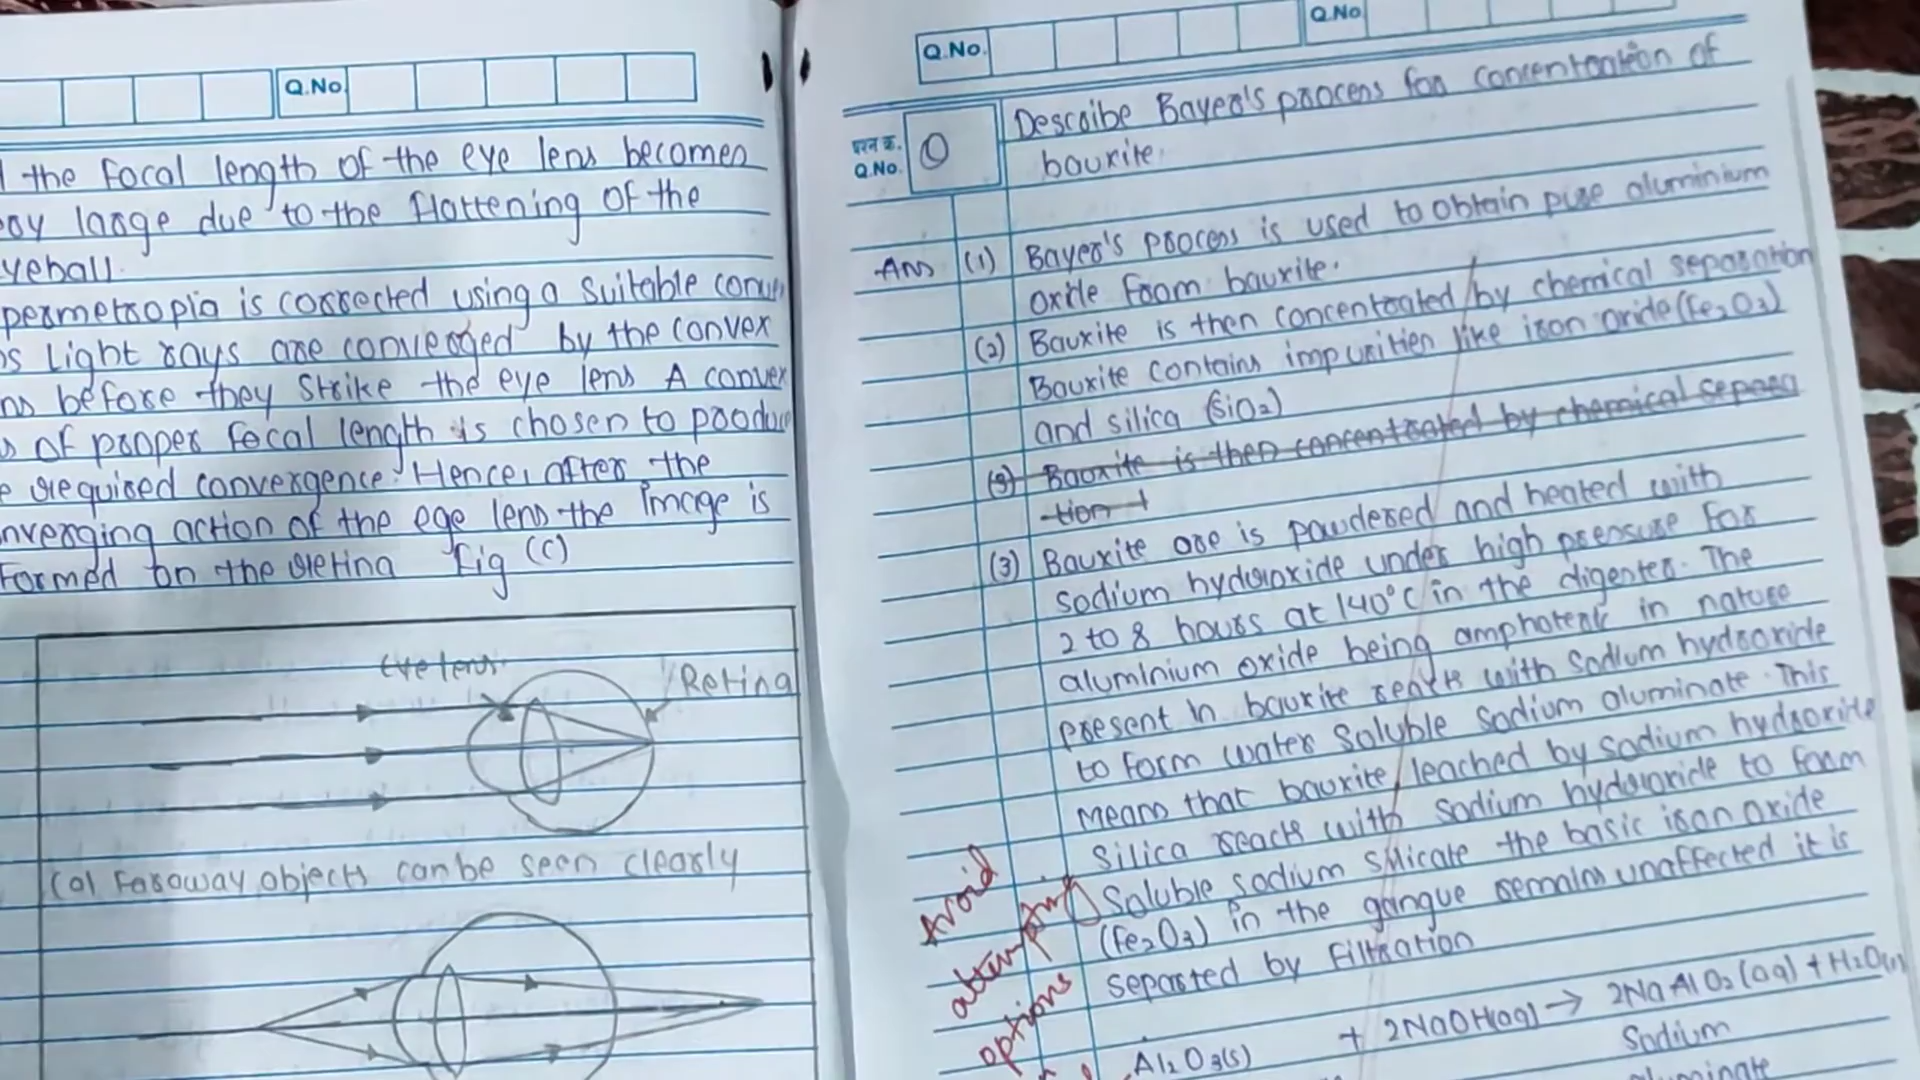 Q.No.
the focal length of the eye lens becomes
large due to the flattening of the
yeball.
permetropia is corrected using a suitable conv
s Light rays are converged by the convex
ns before they strike the eye lens A convex
s of proper focal length is chosen to produc
e required convergence. Hence, after the
nverging action of the eye lens the image is
formed on the retina fig (c)
Eye lens
Retina
(a) Faraway objects can be seen clearly
Q.No.
Q.No
प्रश्न क्र.
Q.No.
Describe Bayer's process for concentration of
bauxite.
Ans (1) Bayer's process is used to obtain pure aluminium
oxide from bauxite.
(2) Bauxite is then concentrated by chemical separation
Bauxite contains impurities like iron oxide (Fe2O3)
and silica (SiO2)
(3) Bauxite is then concentrated by chemical separa
-tion
(3) Bauxite ore is powdered and heated with
sodium hydroxide under high pressure for
2 to 8 hours at 140°C in the digester. The
aluminium oxide being amphoteric in nature
present in bauxite reacts with sodium hydroxide
to form water soluble sodium aluminate. This
means that bauxite leached by sodium hydroxide
Silica reacts with sodium hydroxide to form
Soluble sodium silicate the basic iron oxide
(Fe2O3) in the gangue remains unaffected it is
separted by filtration
Al2O3(s) + 2NaOH(aq) → 2NaAlO2(aq) + H2O(l)
Sodium
Avoid
attempting
options